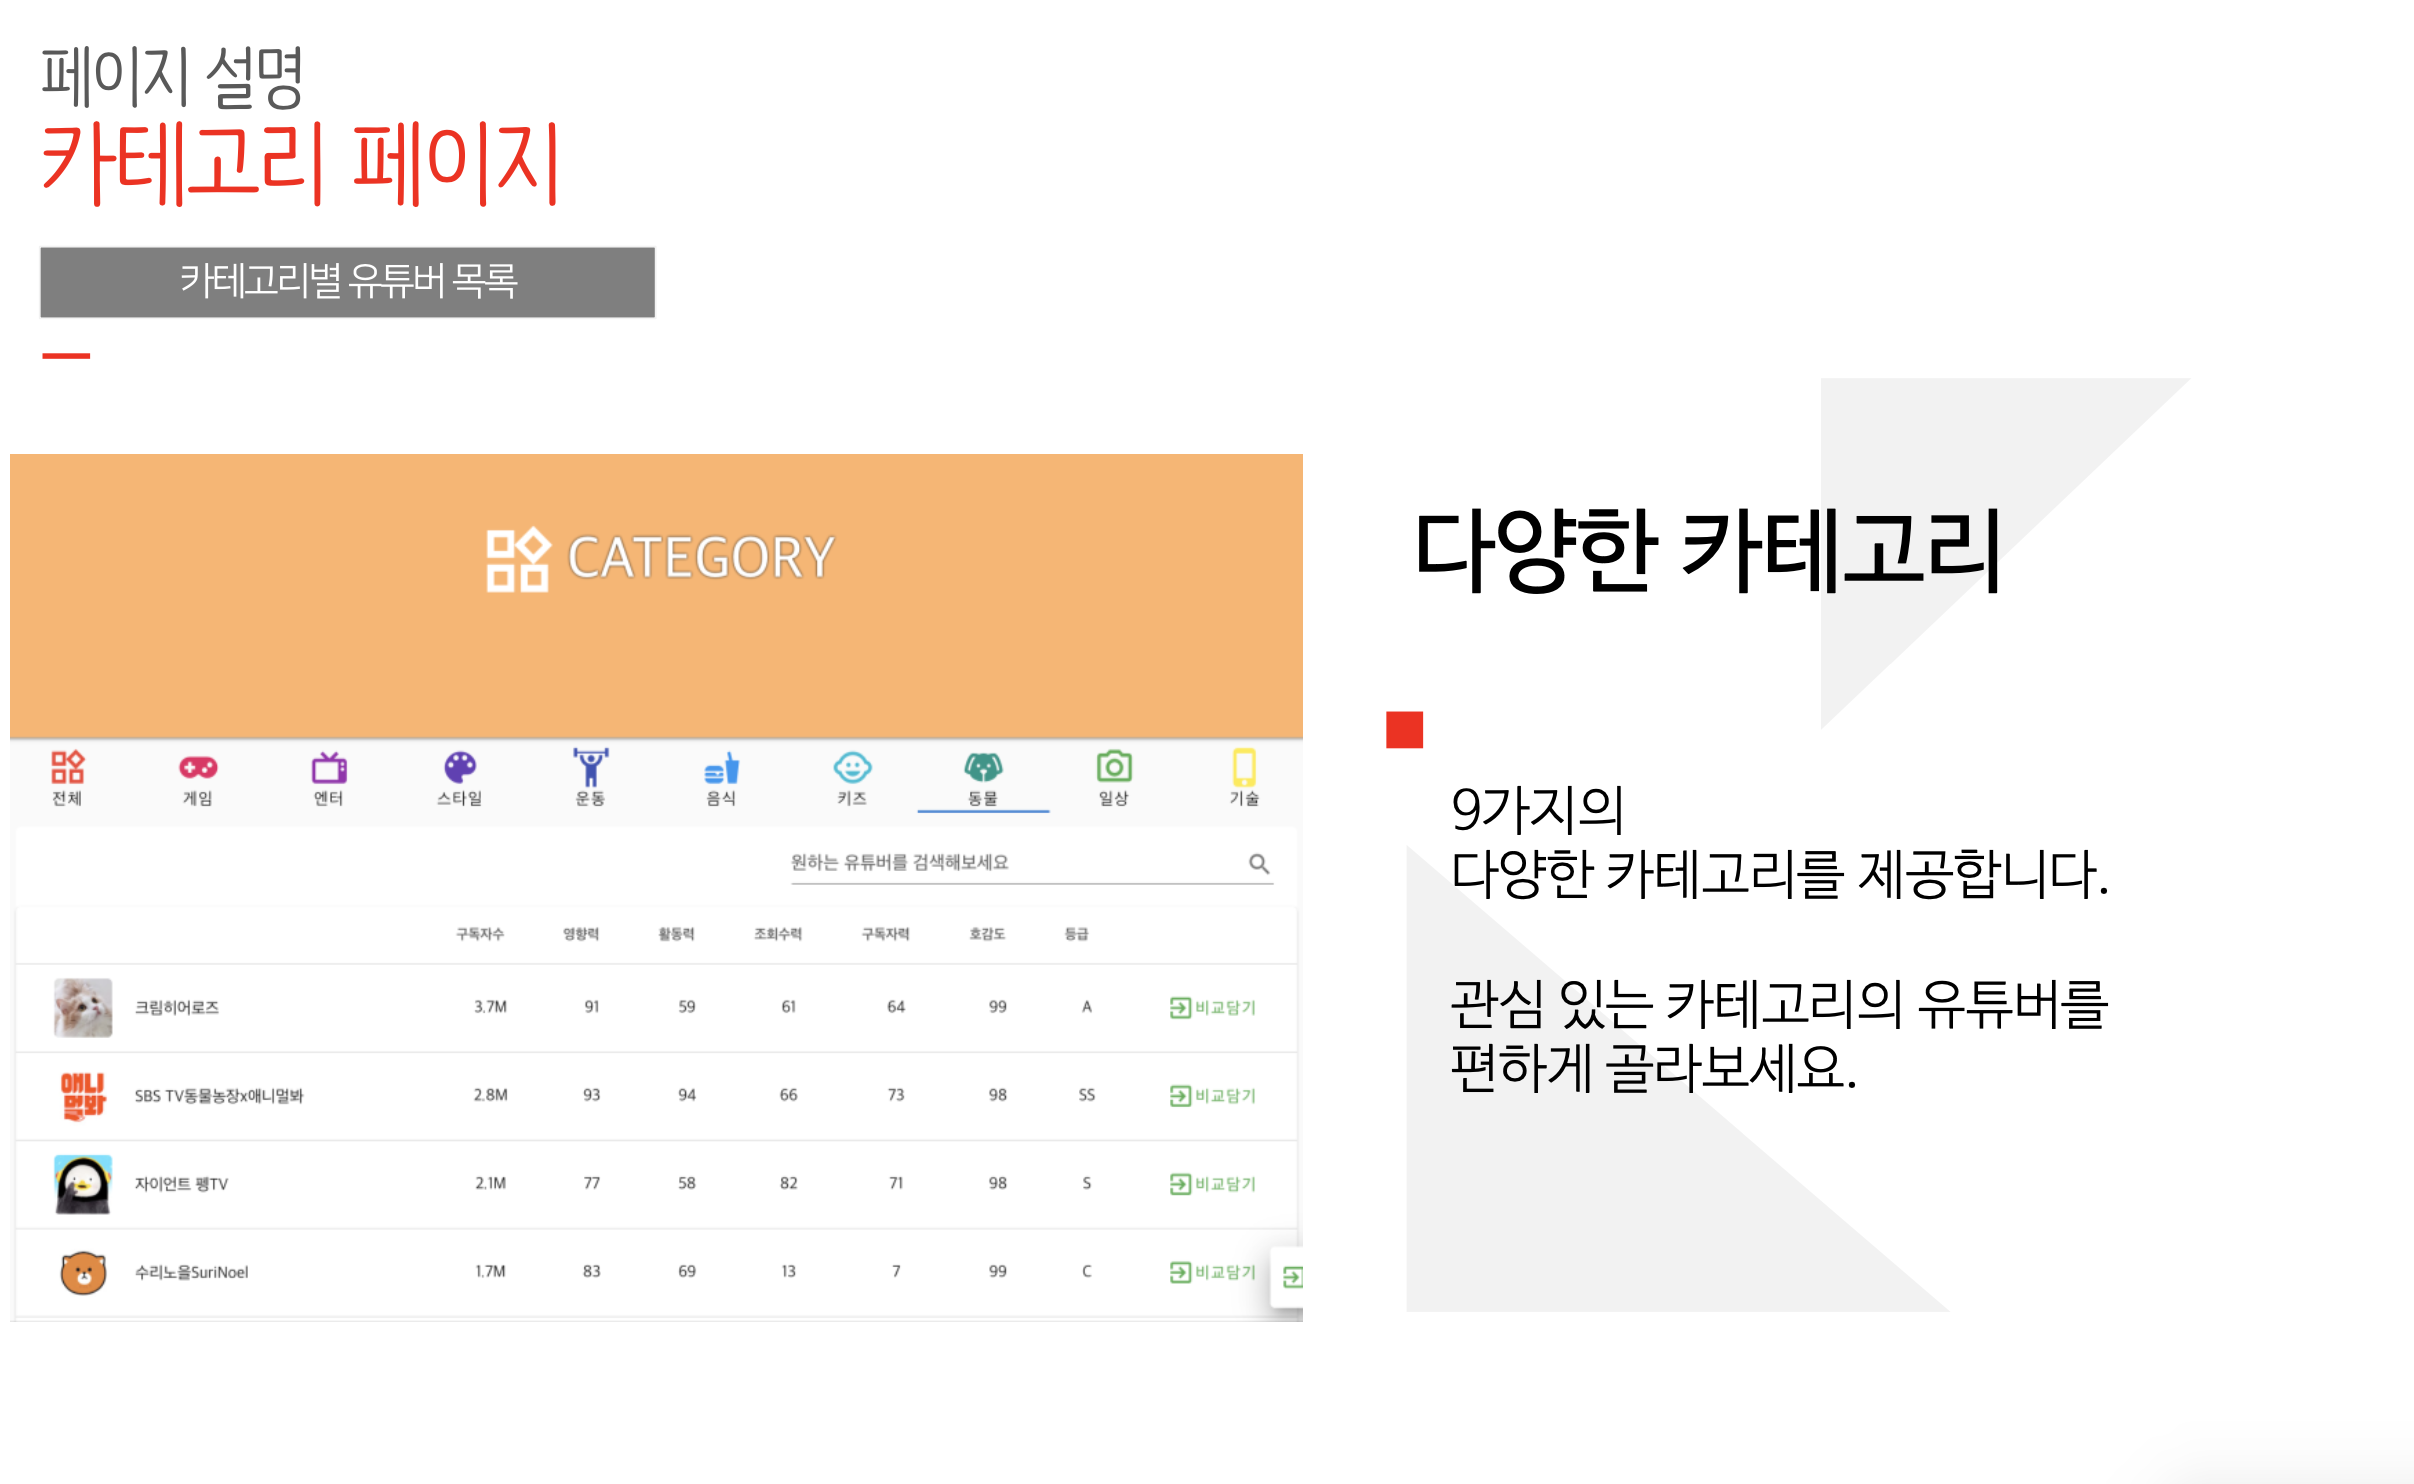 페이지 설명
카테고리 페이지
카테고리별 유튜버 목록
CATEGORY
전체 게임 엔터 스타일 운동 음식 키즈 동물 일상 기술
원하는 유튜버를 검색해보세요
구독자수 영향력 활동력 조회수력 구독자력 호감도 등급
크림히어로즈 3.7M 91 59 61 64 99 A 비교담기
애니
멀봐
SBS TV동물농장x애니멀봐 2.8M 93 94 66 73 98 SS 비교담기
자이언트 펭TV 2.1M 77 58 82 71 98 S 비교담기
수리노을SuriNoel 1.7M 83 69 13 7 99 C 비교담기
다양한 카테고리
9가지의
다양한 카테고리를 제공합니다.
관심 있는 카테고리의 유튜버를
편하게 골라보세요.